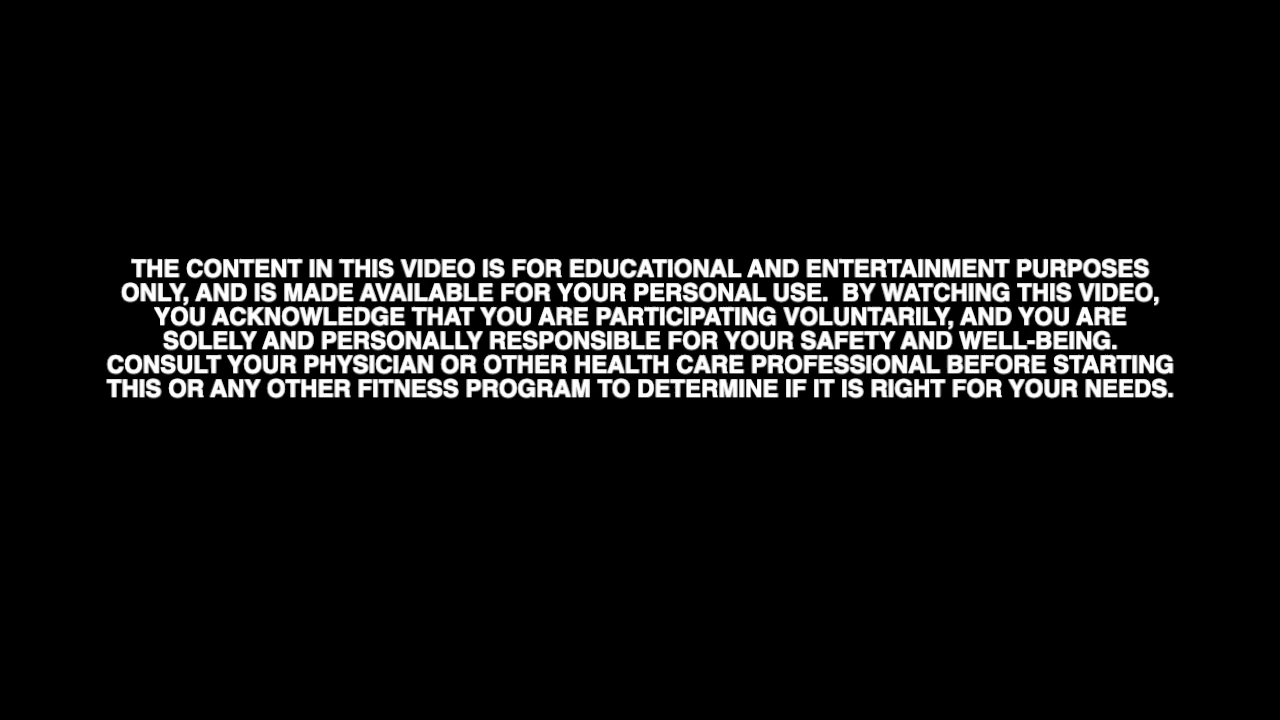 THE CONTENT IN THIS VIDEO IS FOR EDUCATIONAL AND ENTERTAINMENT PURPOSES
ONLY, AND IS MADE AVAILABLE FOR YOUR PERSONAL USE.  BY WATCHING THIS VIDEO,
YOU ACKNOWLEDGE THAT YOU ARE PARTICIPATING VOLUNTARILY, AND YOU ARE
SOLELY AND PERSONALLY RESPONSIBLE FOR YOUR SAFETY AND WELL-BEING.
CONSULT YOUR PHYSICIAN OR OTHER HEALTH CARE PROFESSIONAL BEFORE STARTING
THIS OR ANY OTHER FITNESS PROGRAM TO DETERMINE IF IT IS RIGHT FOR YOUR NEEDS.